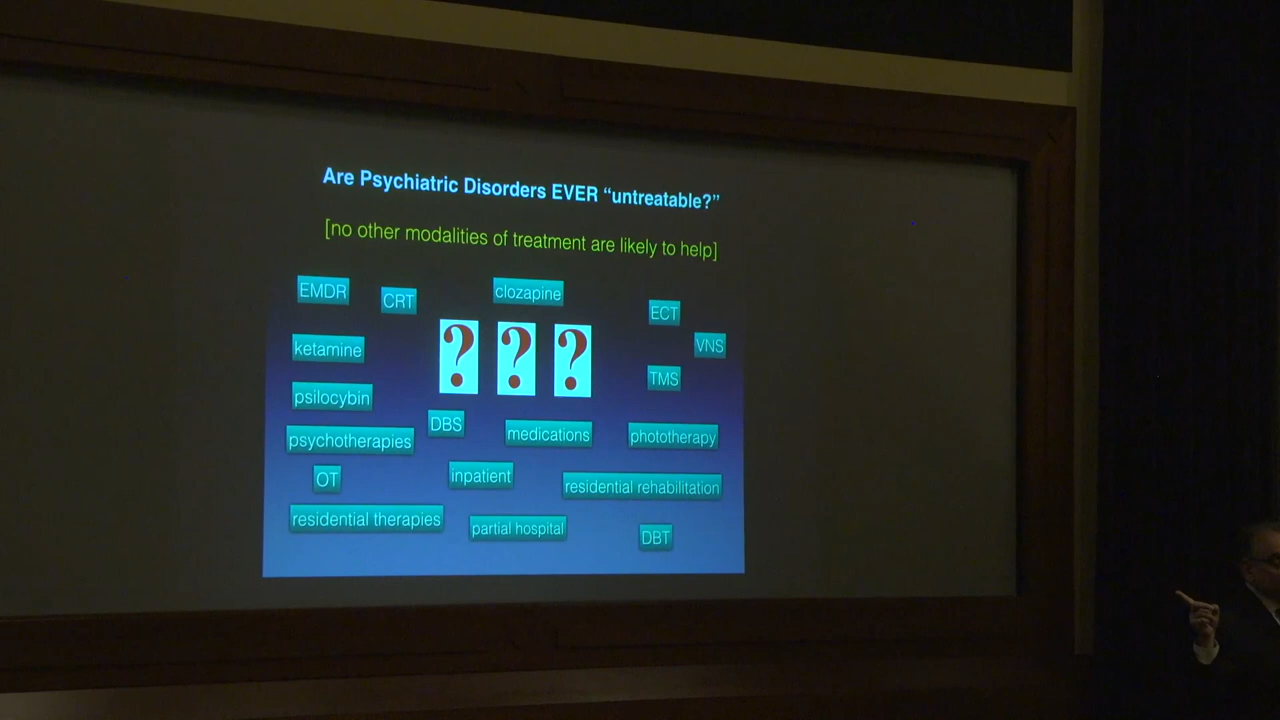 Are Psychiatric Disorders EVER “untreatable?”
[no other modalities of treatment are likely to help]
EMDR
CRT
clozapine
ECT
? ? ?
VNS
ketamine
TMS
psilocybin
DBS
medications
phototherapy
psychotherapies
OT
inpatient
residential rehabilitation
residential therapies
partial hospital
DBT